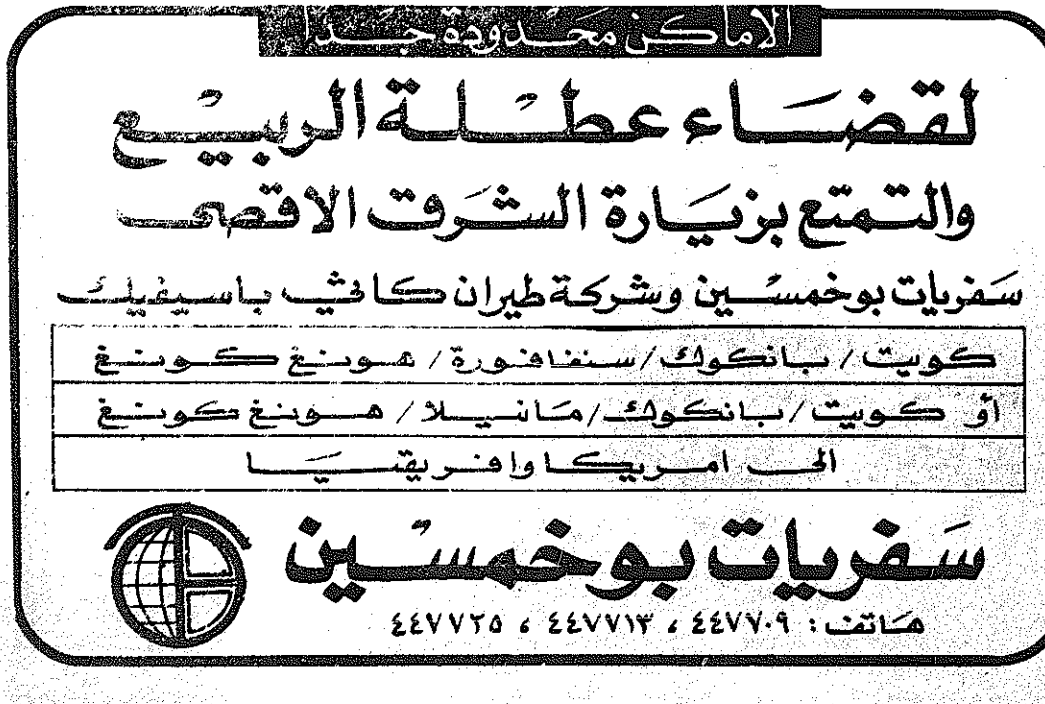 الاماكن محدودة جدا
لقضاء عطلة الربيع
والتمتع بزيارة الشرق الاقصى
سفريات بوخمسين وشركة طيران كاثي باسيفيك
كويت / بانكوك / سنغافورة / هونغ كونغ
أو كويت / بانكوك / مانيلا / هونغ كونغ
الى امريكا وافريقيا
سفريات بوخمسين
هاتف : ٤٤٧٧٠٩ ، ٤٤٧٧١٣ ، ٤٤٧٧٢٥